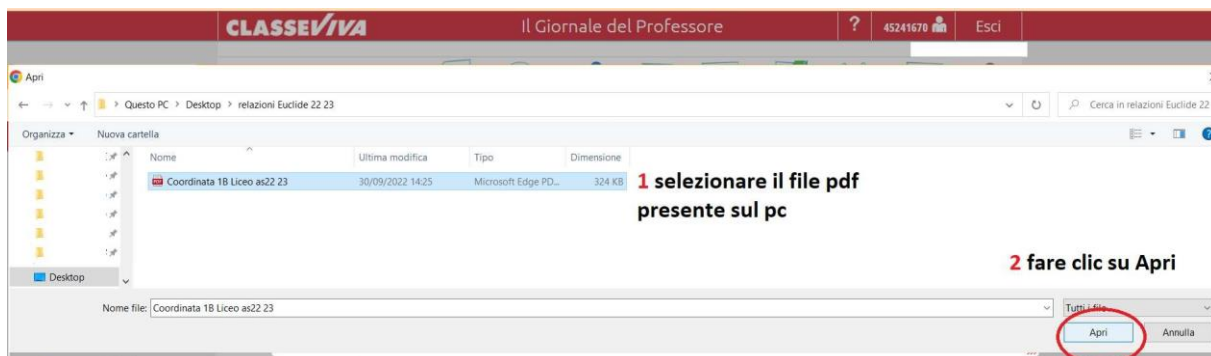 CLASSEVIVA Il Giornale del Professore ? 45241670 Esci
Apri
Questo PC > Desktop > relazioni Euclide 22 23 Cerca in relazioni Euclide 22
Organizza Nuova cartella
Nome Ultima modifica Tipo Dimensione
Coordinata 1B Liceo as22 23 30/09/2022 14:25 Microsoft Edge PD... 324 KB
1 selezionare il file pdf
presente sul pc
2 fare clic su Apri
Desktop
Nome file: Coordinata 1B Liceo as22 23 Tutti i file
Apri Annulla